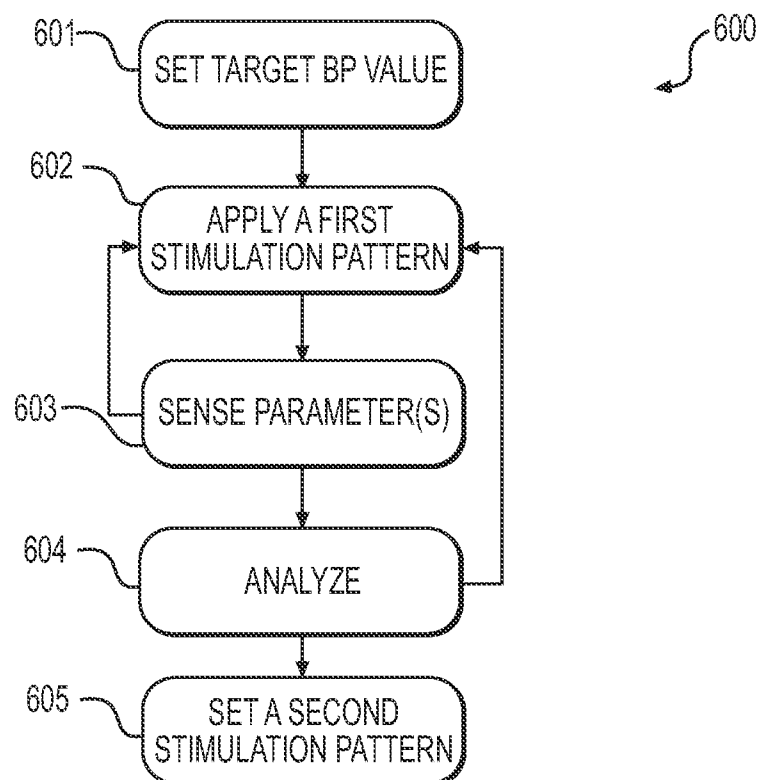 600
601
SET TARGET BP VALUE
602
APPLY A FIRST
STIMULATION PATTERN
603
SENSE PARAMETER(S)
604
ANALYZE
605
SET A SECOND
STIMULATION PATTERN